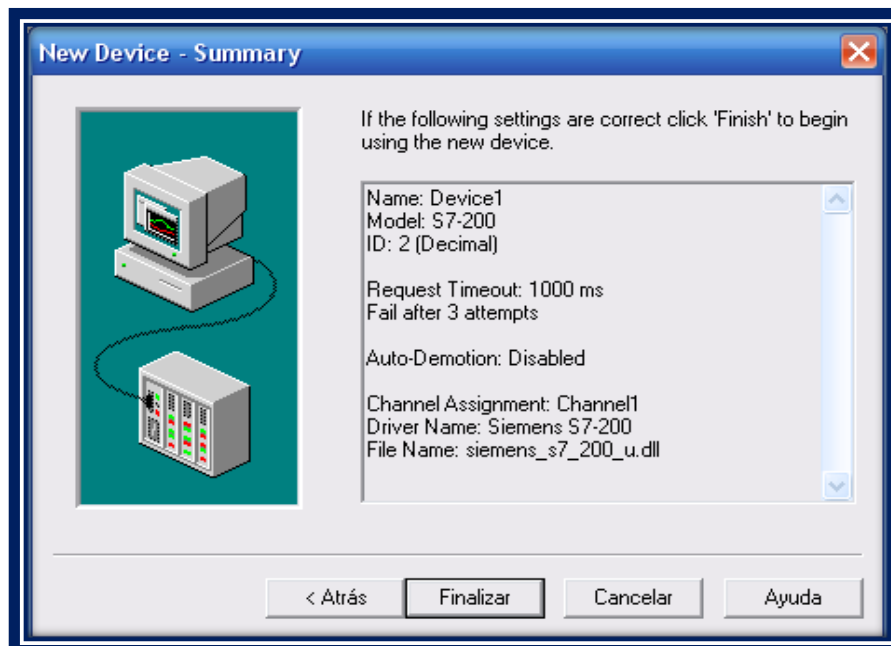 New Device - Summary
If the following settings are correct click 'Finish' to begin
using the new device.
Name: Device1
Model: S7-200
ID: 2 (Decimal)
Request Timeout: 1000 ms
Fail after 3 attempts
Auto-Demotion: Disabled
Channel Assignment: Channel1
Driver Name: Siemens S7-200
File Name: siemens_s7_200_u.dll
< Atrás Finalizar Cancelar Ayuda